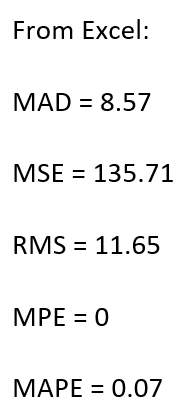 From Excel:
MAD = 8.57
MSE = 135.71
RMS = 11.65
MPE = 0
MAPE = 0.07